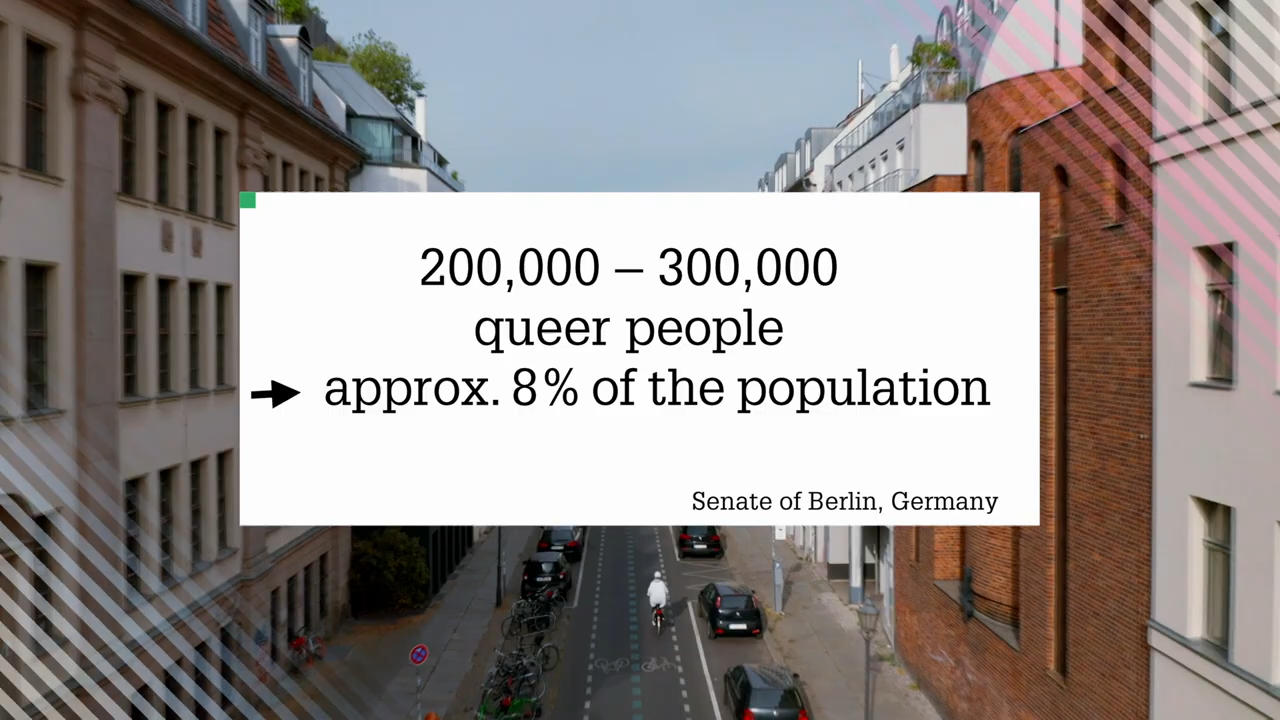 200,000 – 300,000
queer people
approx. 8% of the population
Senate of Berlin, Germany